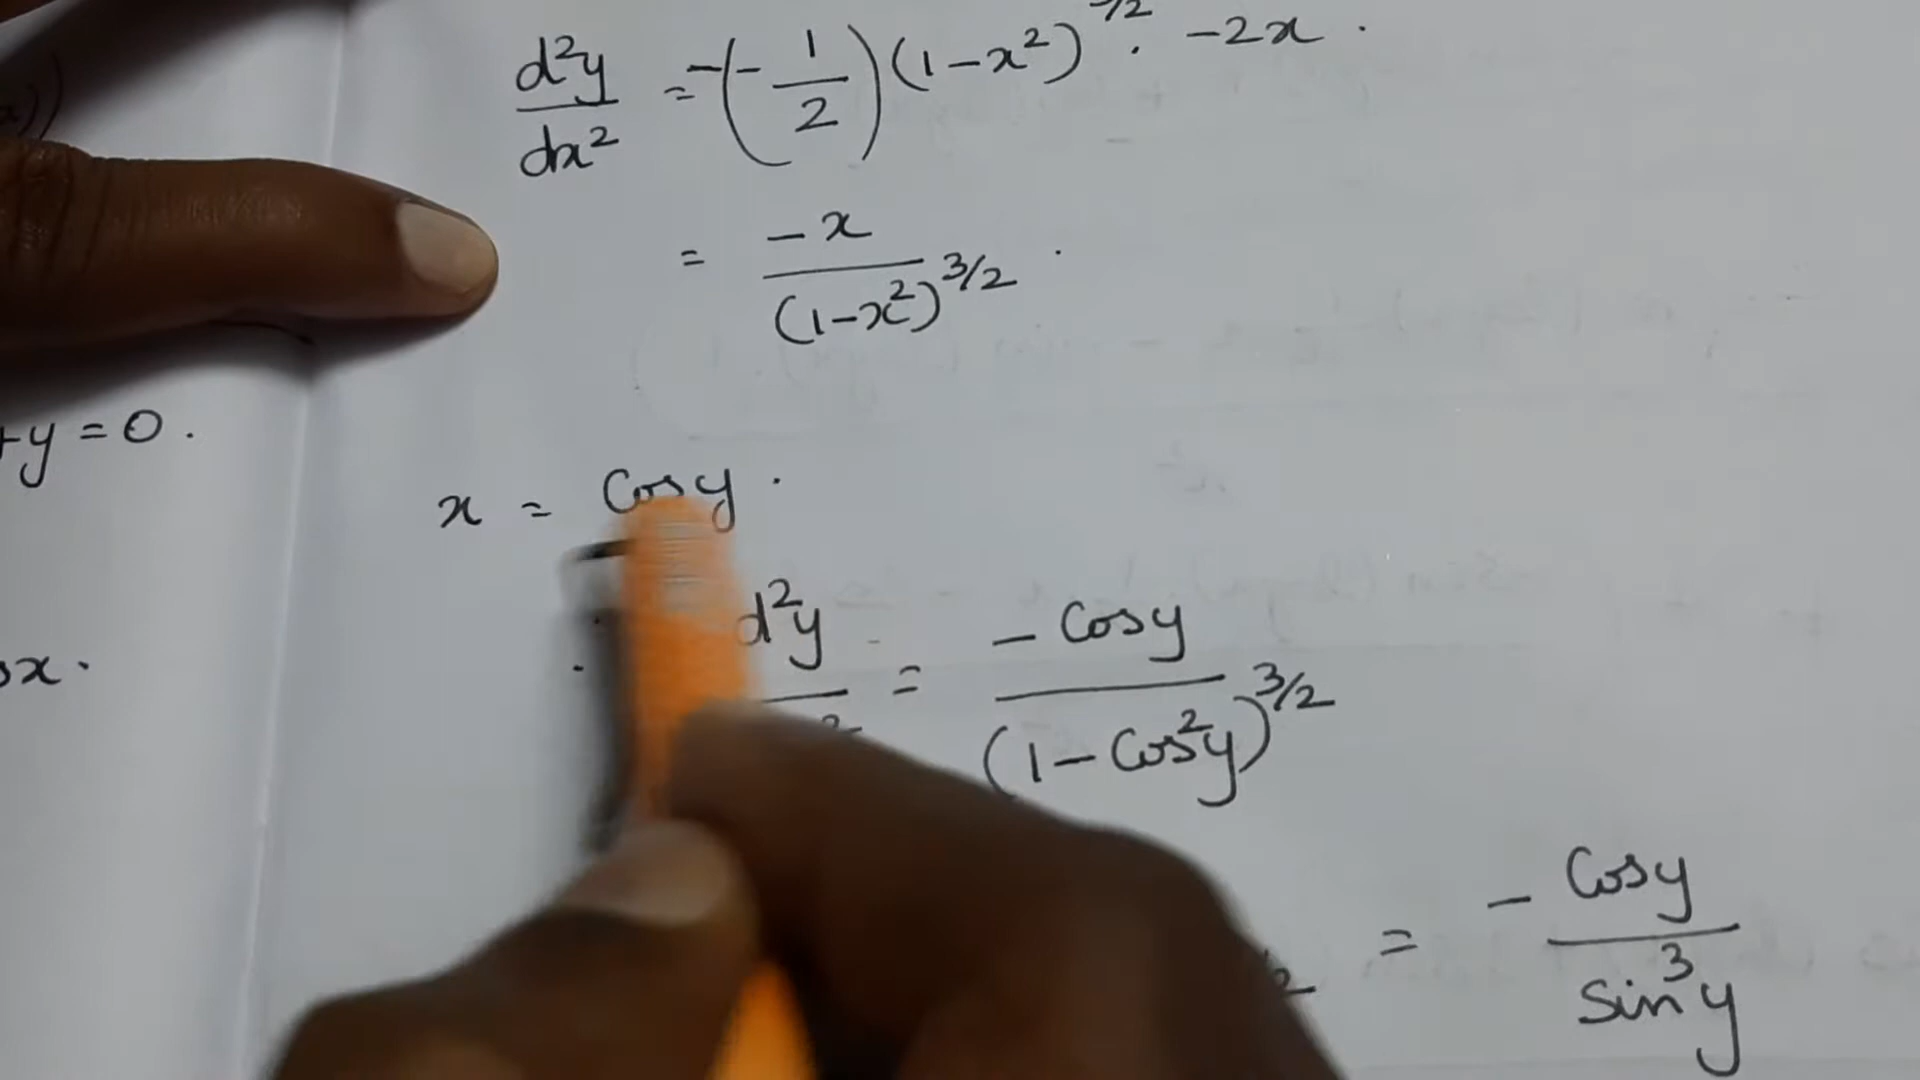 d²y/dx² = -(-1/2)(1-x²) . -2x .
= -x/(1-x²)^3/2 .
+y = 0 .
x = Cosy .
d²y = -Cosy/(1-Cos²y)^3/2
x .
= -Cosy/Sin³y